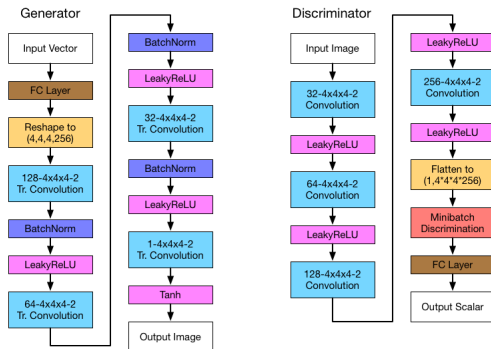 Generator
Input Vector
FC Layer
Reshape to
(4,4,4,256)
128-4x4x4-2
Tr. Convolution
BatchNorm
LeakyReLU
64-4x4x4-2
Tr. Convolution
BatchNorm
LeakyReLU
32-4x4x4-2
Tr. Convolution
BatchNorm
LeakyReLU
1-4x4x4-2
Tr. Convolution
Tanh
Output Image
Discriminator
Input Image
32-4x4x4-2
Convolution
LeakyReLU
64-4x4x4-2
Convolution
LeakyReLU
128-4x4x4-2
Convolution
LeakyReLU
256-4x4x4-2
Convolution
LeakyReLU
Flatten to
(1,4*4*4*256)
Minibatch
Discrimination
FC Layer
Output Scalar